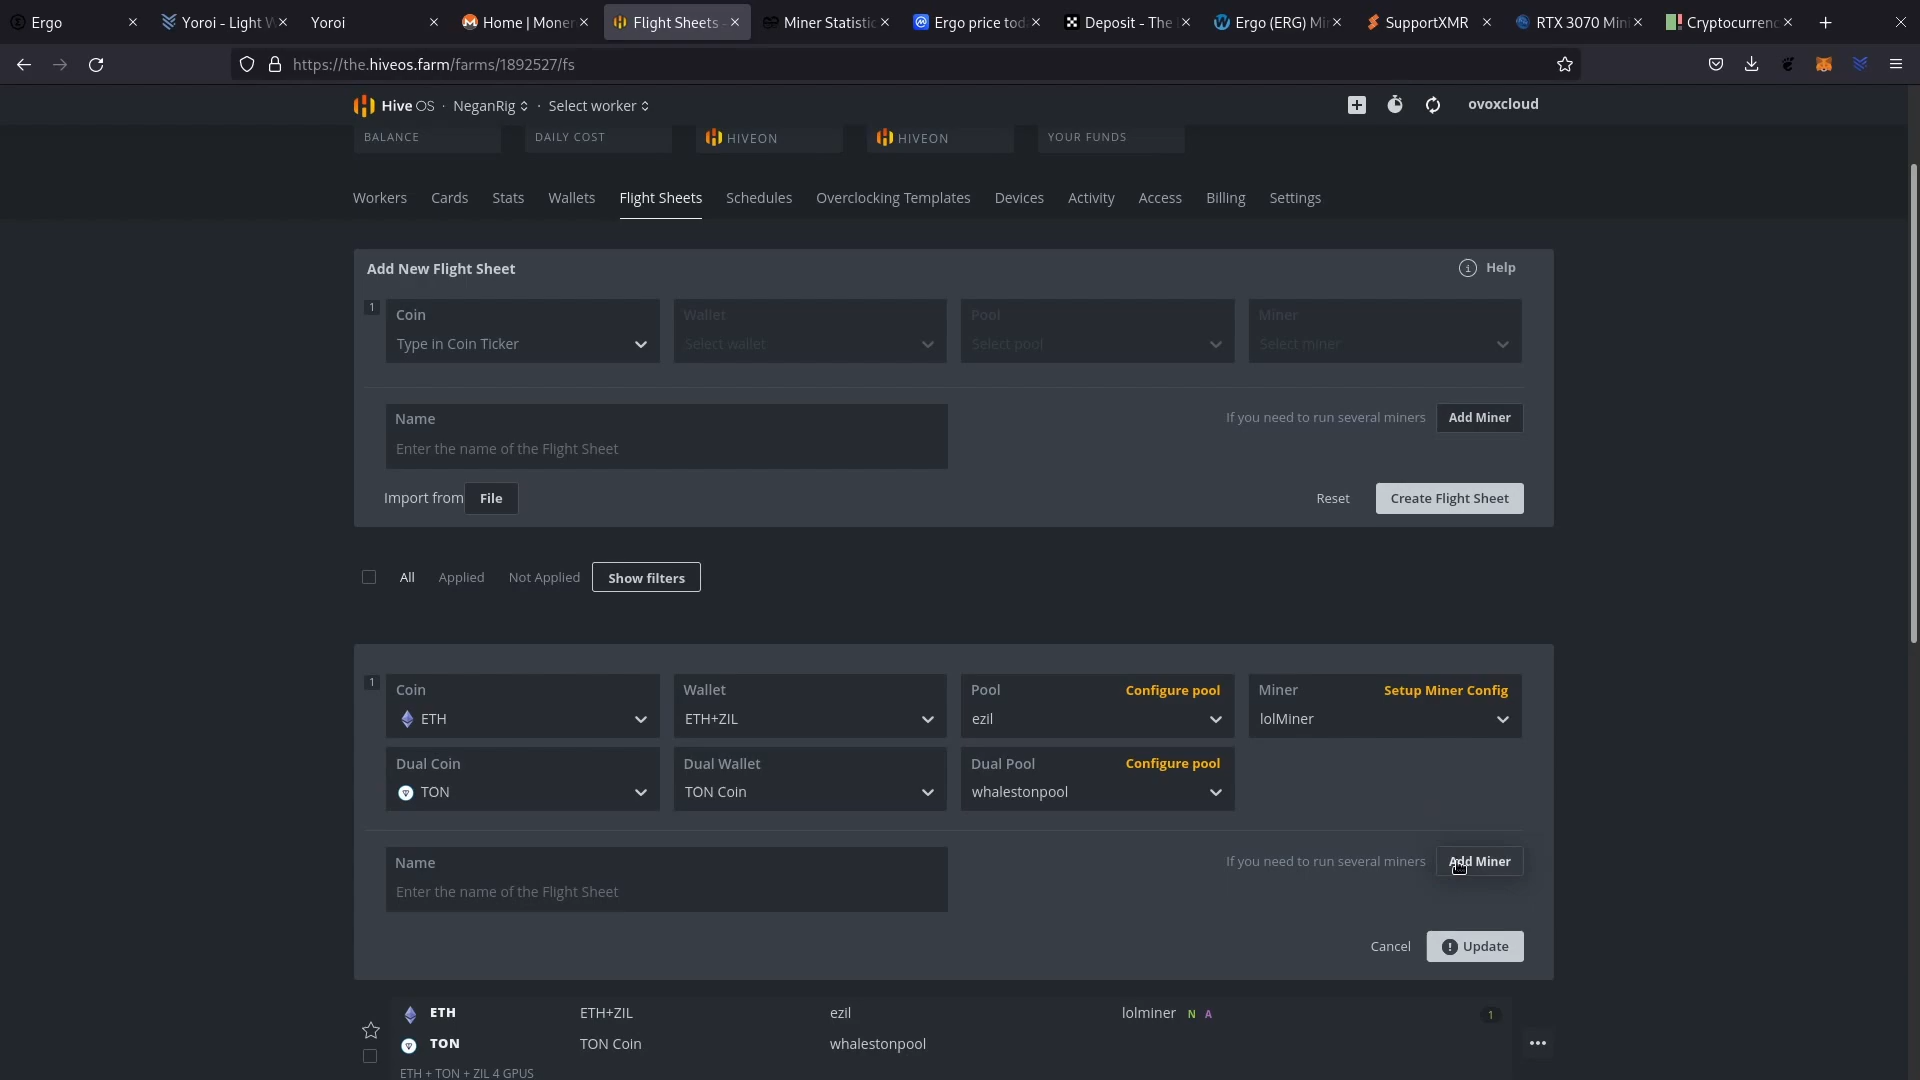 Ergo
Yoroi - Light W
Yoroi
Home | Moner
Flight Sheets -
Miner Statistic
Ergo price tod
Deposit - The
Ergo (ERG) Mi
SupportXMR
RTX 3070 Min
Cryptocurrenc
https://the.hiveos.farm/farms/1892527/fs
Hive OS · NeganRig · Select worker
ovoxcloud
BALANCE
DAILY COST
HIVEON
HIVEON
YOUR FUNDS
Workers Cards Stats Wallets Flight Sheets Schedules Overclocking Templates Devices Activity Access Billing Settings
Add New Flight Sheet
Help
1
Coin
Wallet
Pool
Miner
Type in Coin Ticker
Select wallet
Select pool
Select miner
Name
Enter the name of the Flight Sheet
If you need to run several miners
Add Miner
Import from File
Reset
Create Flight Sheet
All Applied Not Applied Show filters
1
Coin
Wallet
Pool
Configure pool
Miner
Setup Miner Config
ETH
ETH+ZIL
ezil
lolMiner
Dual Coin
Dual Wallet
Dual Pool
Configure pool
TON
TON Coin
whalestonpool
Name
Enter the name of the Flight Sheet
If you need to run several miners
Add Miner
Cancel
Update
ETH ETH+ZIL ezil lolminer N A 1
TON TON Coin whalestonpool
ETH + TON + ZIL 4 GPUS